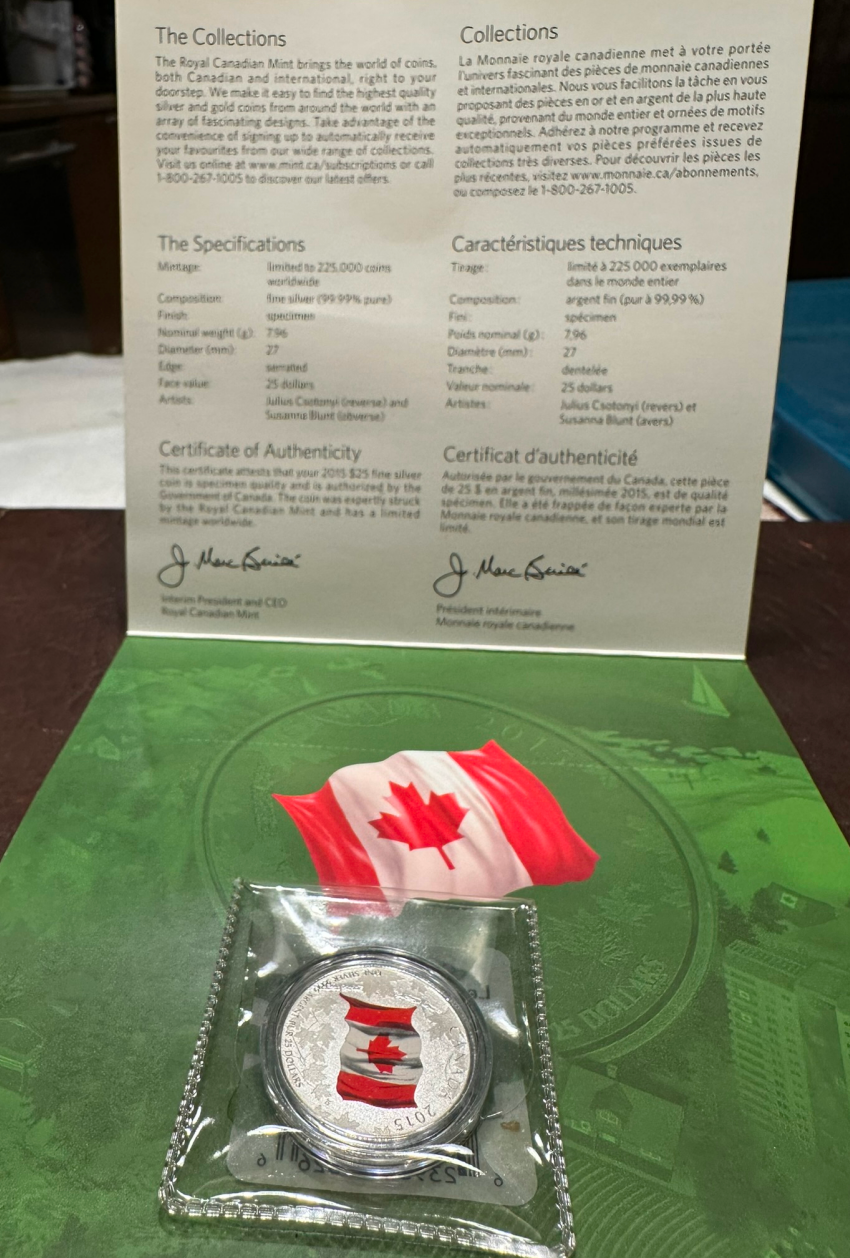 The Collections
The Royal Canadian Mint brings the world of coins,
both Canadian and international, right to your
doorstep. We make it easy to find the highest quality
silver and gold coins from around the world with an
array of fascinating designs. Take advantage of the
convenience of signing up to automatically receive
your favourites from our wide range of collections.
Visit us online at www.mint.ca/subscriptions or call
1-800-267-1005 to discover our latest offers.
Collections
La Monnaie royale canadienne met à votre portée
l'univers fascinant des pièces de monnaie canadiennes
et internationales. Nous vous facilitons la tâche en vous
proposant des pièces en or et en argent de la plus haute
qualité, provenant du monde entier et ornées de motifs
exceptionnels. Adhérez à notre programme et recevez
automatiquement vos pièces préférées issues de
collections très diverses. Pour découvrir les pièces les
plus récentes, visitez www.monnaie.ca/abonnements,
ou composez le 1-800-267-1005.
The Specifications
Mintage: limited to 225,000 coins
worldwide
Composition: fine silver (99.99% pure)
Finish: specimen
Nominal weight (g): 7.96
Diameter (mm): 27
Edge: serrated
Face value: 25 dollars
Artists: Julius Csotonyi (reverse) and
Susanna Blunt (obverse)
Caractéristiques techniques
Tirage : limité à 225 000 exemplaires
dans le monde entier
Composition : argent fin (pur à 99,99 %)
Fini : spécimen
Poids nominal (g) : 7,96
Diamètre (mm) : 27
Tranche : dentelée
Valeur nominale : 25 dollars
Artistes : Julius Csotonyi (revers) et
Susanna Blunt (avers)
Certificate of Authenticity
This certificate attests that your 2015 $25 fine silver
coin is specimen quality and is authorized by the
Government of Canada. The coin was expertly struck
by the Royal Canadian Mint and has a limited
mintage worldwide.
Certificat d'authenticité
Autorisée par le gouvernement du Canada, cette pièce
de 25 $ en argent fin, millésimée 2015, est de qualité
spécimen. Elle a été frappée de façon experte par la
Monnaie royale canadienne, et son tirage mondial est
limité.
J. Marc Brûlé
Interim President and CEO
Royal Canadian Mint
J. Marc Brûlé
Président intérimaire
Monnaie royale canadienne
CANADA 2015
25 DOLLARS
CANADA 2015
FINE SILVER 9999 ARGENT PUR 25 DOLLARS